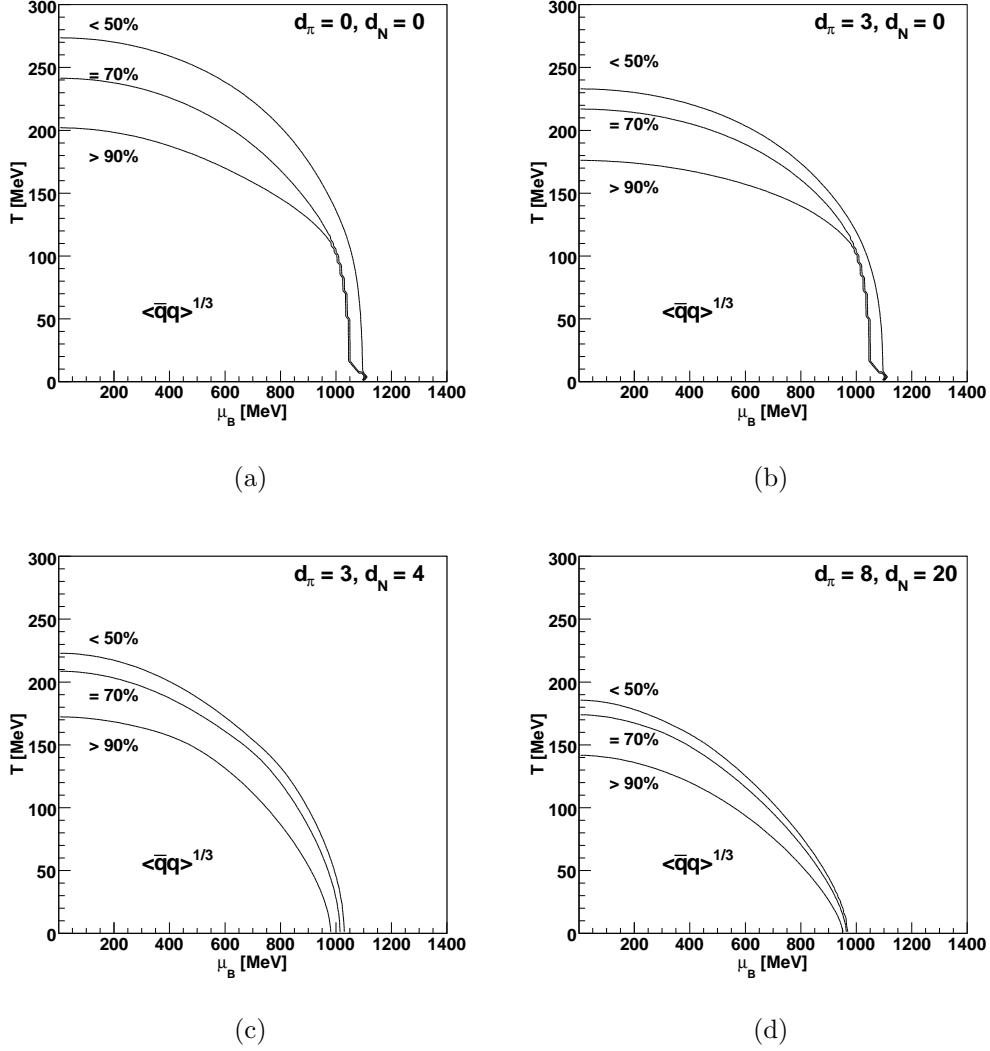 d_π = 0, d_N = 0
< 50%
= 70%
> 90%
<q̅q>^{1/3}
T [MeV]
300
250
200
150
100
50
0
200 400 600 800 1000 1200 1400
μ_B [MeV]
(a)
d_π = 3, d_N = 0
< 50%
= 70%
> 90%
<q̅q>^{1/3}
T [MeV]
300
250
200
150
100
50
0
200 400 600 800 1000 1200 1400
μ_B [MeV]
(b)
d_π = 3, d_N = 4
< 50%
= 70%
> 90%
<q̅q>^{1/3}
T [MeV]
300
250
200
150
100
50
0
200 400 600 800 1000 1200 1400
μ_B [MeV]
(c)
d_π = 8, d_N = 20
< 50%
= 70%
> 90%
<q̅q>^{1/3}
T [MeV]
300
250
200
150
100
50
0
200 400 600 800 1000 1200 1400
μ_B [MeV]
(d)